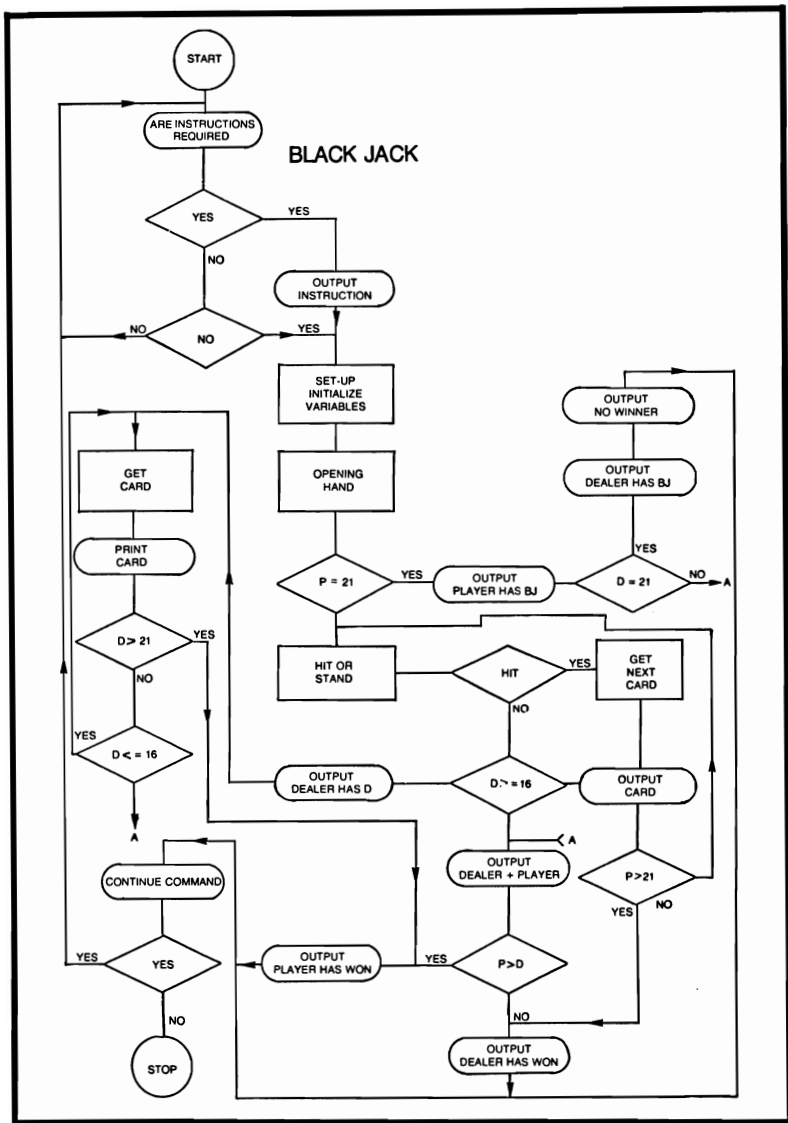 START
ARE INSTRUCTIONS
REQUIRED
BLACK JACK
YES
YES
NO
OUTPUT
INSTRUCTION
NO
NO
YES
SET-UP
INITIALIZE
VARIABLES
OUTPUT
NO WINNER
GET
CARD
OPENING
HAND
OUTPUT
DEALER HAS BJ
PRINT
CARD
YES
P = 21
YES
OUTPUT
PLAYER HAS BJ
D = 21
NO
A
D > 21
YES
NO
HIT OR
STAND
HIT
YES
GET
NEXT
CARD
NO
YES
D < = 16
OUTPUT
DEALER HAS D
= 16
OUTPUT
CARD
A
A
CONTINUE COMMAND
OUTPUT
DEALER + PLAYER
P > 21
YES
NO
YES
YES
OUTPUT
PLAYER HAS WON
YES
P>D
NO
NO
STOP
OUTPUT
DEALER HAS WON